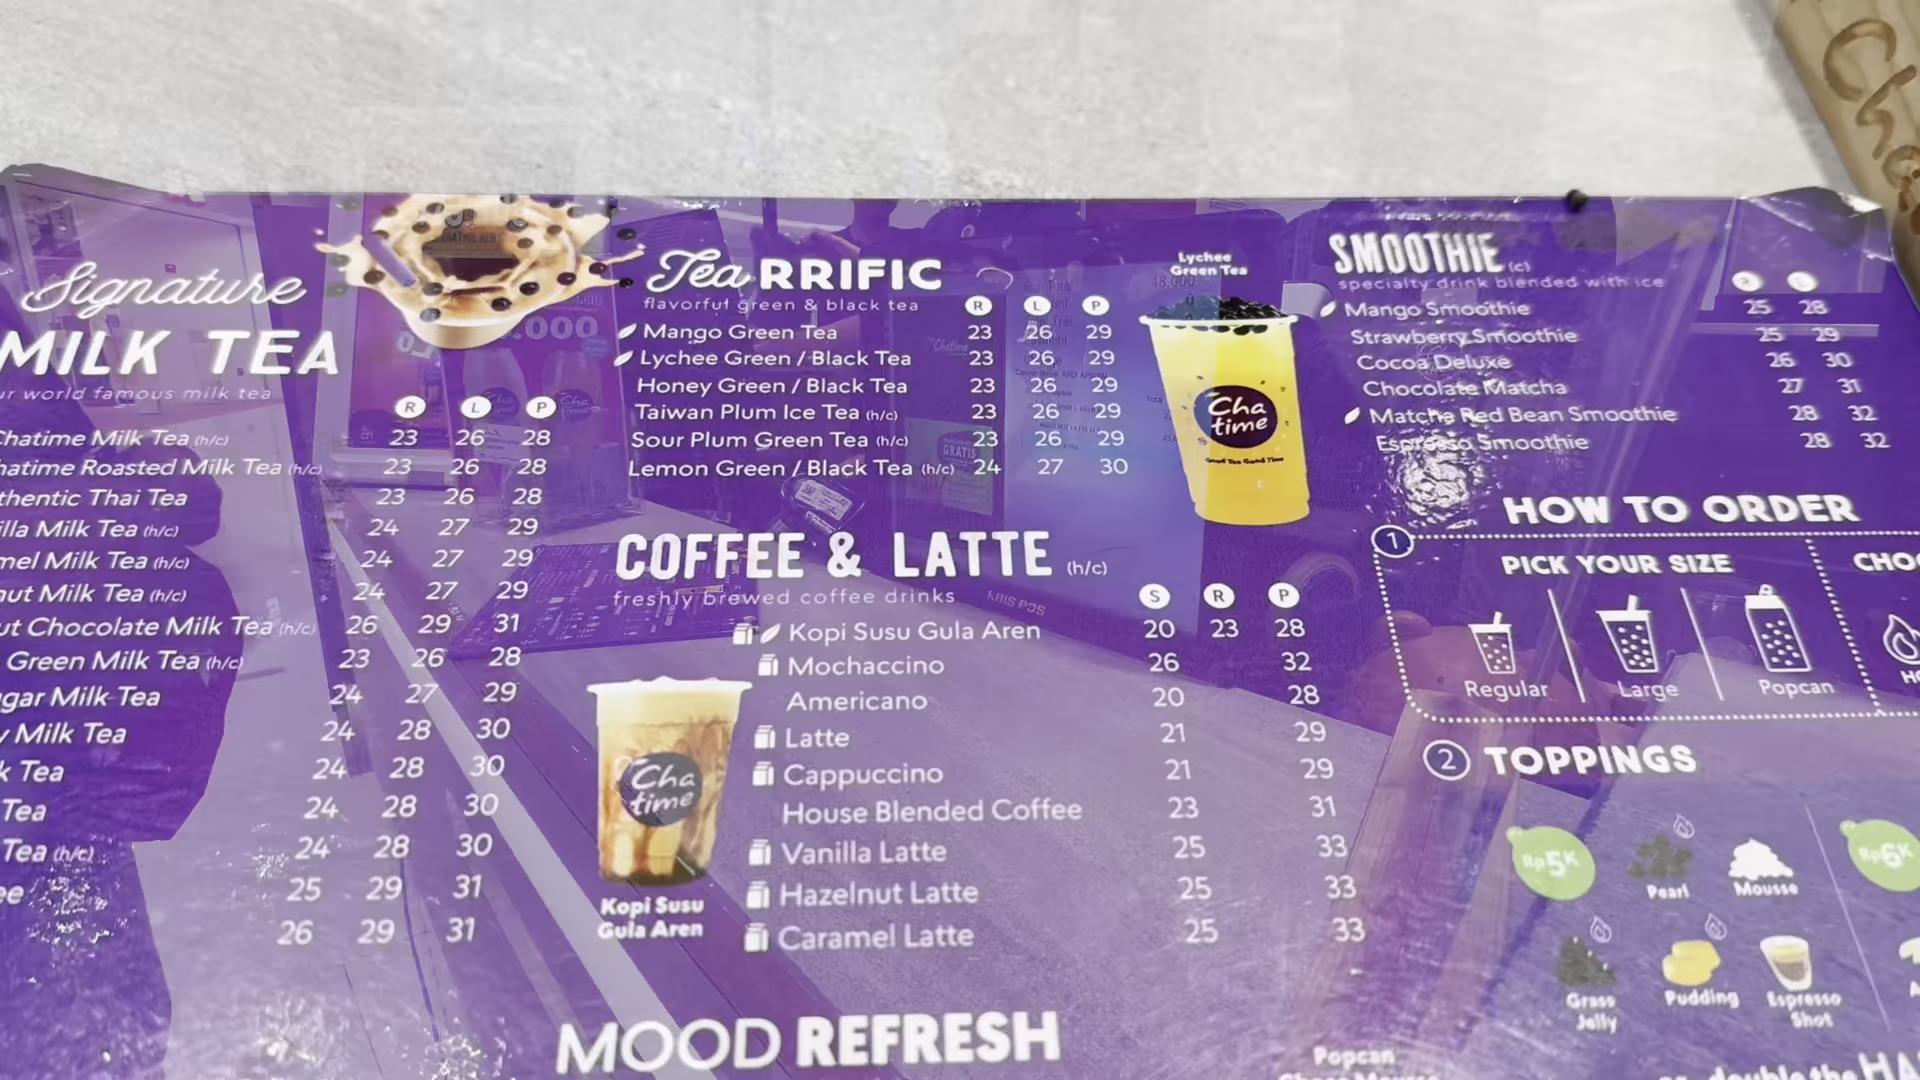 Signature
MILK TEA
r world famous milk tea
R L P
Chatime Milk Tea (h/c) 23 26 28
hatime Roasted Milk Tea (h/c) 23 26 28
thentic Thai Tea 23 26 28
illa Milk Tea (h/c) 24 27 29
mel Milk Tea (h/c) 24 27 29
nut Milk Tea (h/c) 24 27 29
ut Chocolate Milk Tea (h/c) 26 29 31
Green Milk Tea (h/c) 23 26 28
gar Milk Tea 24 27 29
y Milk Tea 24 28 30
k Tea 24 28 30
Tea 24 28 30
Tea (h/c) 24 28 30
ee 25 29 31
26 29 31
Tea RRIFIC
flavorful green & black tea
R L P
Mango Green Tea 23 26 29
Lychee Green / Black Tea 23 26 29
Honey Green / Black Tea 23 26 29
Taiwan Plum Ice Tea (h/c) 23 26 29
Sour Plum Green Tea (h/c) 23 26 29
Lemon Green / Black Tea (h/c) 24 27 30
Lychee
Green Tea
Cha
time
Good Tea Good Time
COFFEE & LATTE (h/c)
freshly brewed coffee drinks
S R P
Kopi Susu Gula Aren 20 23 28
Mochaccino 26 32
Americano 20 28
Latte 21 29
Cappuccino 21 29
House Blended Coffee 23 31
Vanilla Latte 25 33
Hazelnut Latte 25 33
Caramel Latte 25 33
Cha
time
Kopi Susu
Gula Aren
MOOD REFRESH
SMOOTHIE (c)
specialty drink blended with ice
R L
Mango Smoothie 25 28
Strawberry Smoothie 25 29
Cocoa Deluxe 26 30
Chocolate Matcha 27 31
Matcha Red Bean Smoothie 28 32
Espresso Smoothie 28 32
HOW TO ORDER
1
PICK YOUR SIZE
Regular
Large
Popcan
CHO
2 TOPPINGS
Rp5K
Pearl
Mousse
Rp6K
Grass
Jelly
Pudding
Espresso
Shot
Popcan
double the HA